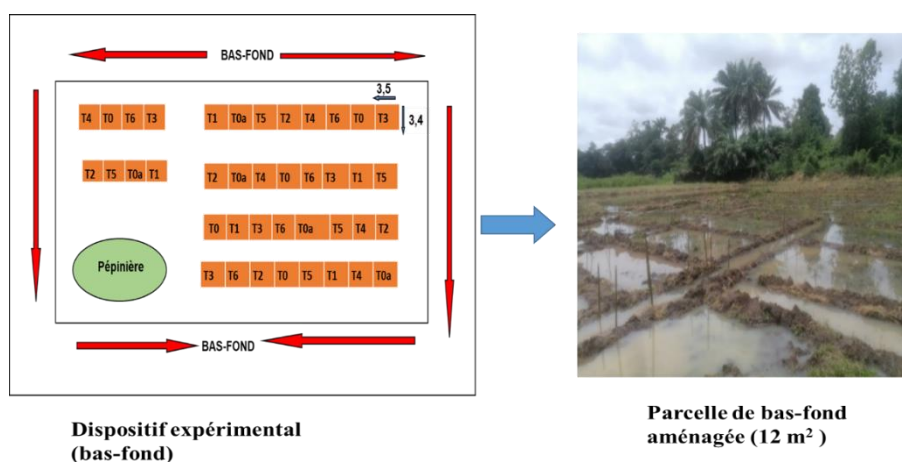 BAS-FOND
3,5
T4 T0 T6 T3
T1 T0a T5 T2 T4 T6 T0 T3
3,4
T2 T5 T0a T1
T2 T0a T4 T0 T6 T3 T1 T5
T0 T1 T3 T6 T0a T5 T4 T2
Pépinière
T3 T6 T2 T0 T5 T1 T4 T0a
BAS-FOND
Dispositif expérimental
(bas-fond)
Parcelle de bas-fond
aménagée (12 m² )